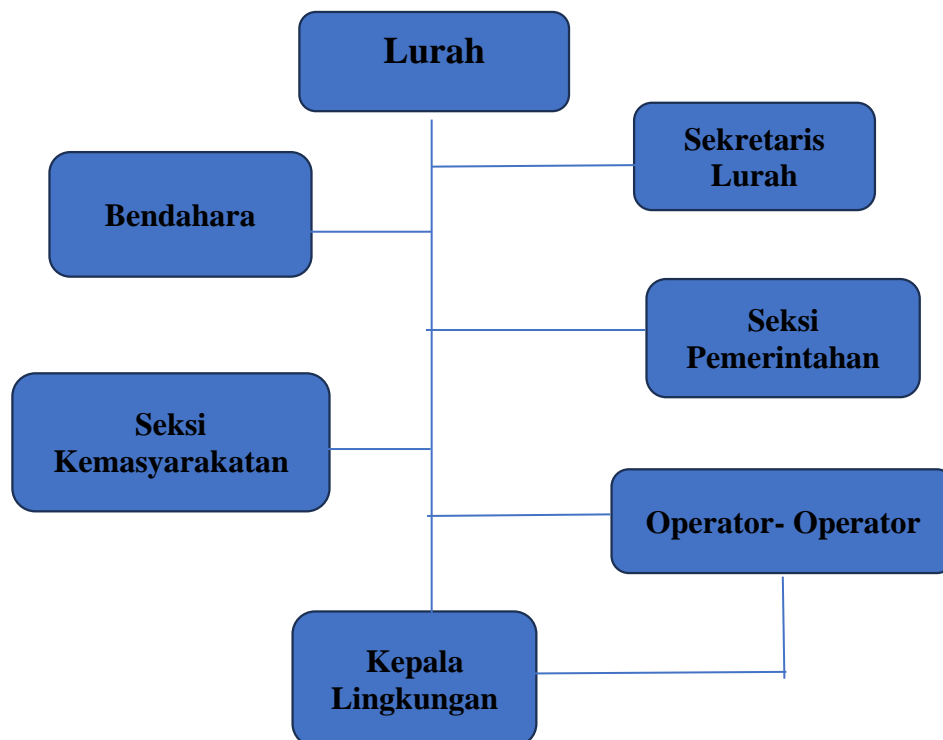 Lurah
Sekretaris
Lurah
Bendahara
Seksi
Pemerintahan
Seksi
Kemasyarakatan
Operator- Operator
Kepala
Lingkungan